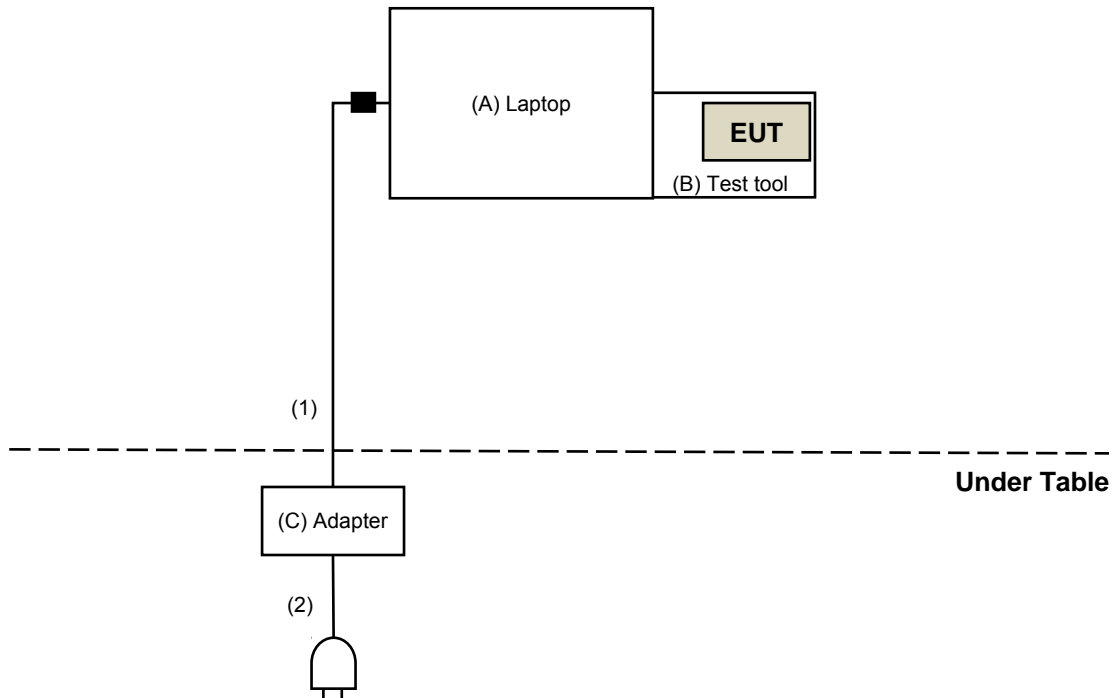 (A) Laptop
EUT
(B) Test tool
(1)
Under Table
(C) Adapter
(2)